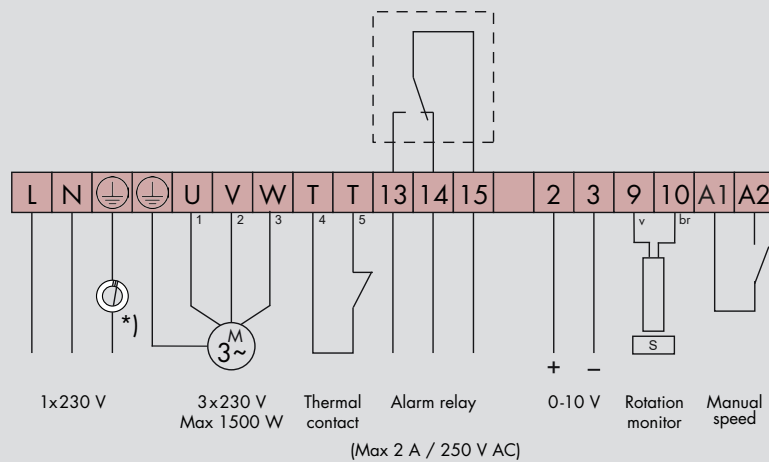 L N U V W T T 13 14 15 2 3 9 10 A1 A2
1 2 3 4 5 v br
*)
M
3~
S
+ −
1x230 V 3x230 V Thermal Alarm relay 0-10 V Rotation Manual
Max 1500 W contact monitor speed
(Max 2 A / 250 V AC)